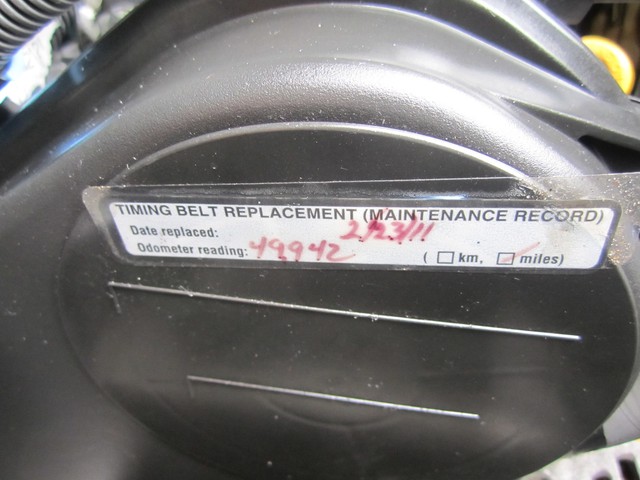 TIMING BELT REPLACEMENT (MAINTENANCE RECORD)
Date replaced: 2/23/11
Odometer reading: 49942 ( ☐ km, ☑ miles)